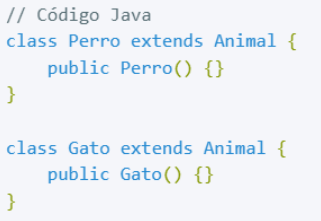 // Código Java
class Perro extends Animal {
    public Perro() {}
}

class Gato extends Animal {
    public Gato() {}
}